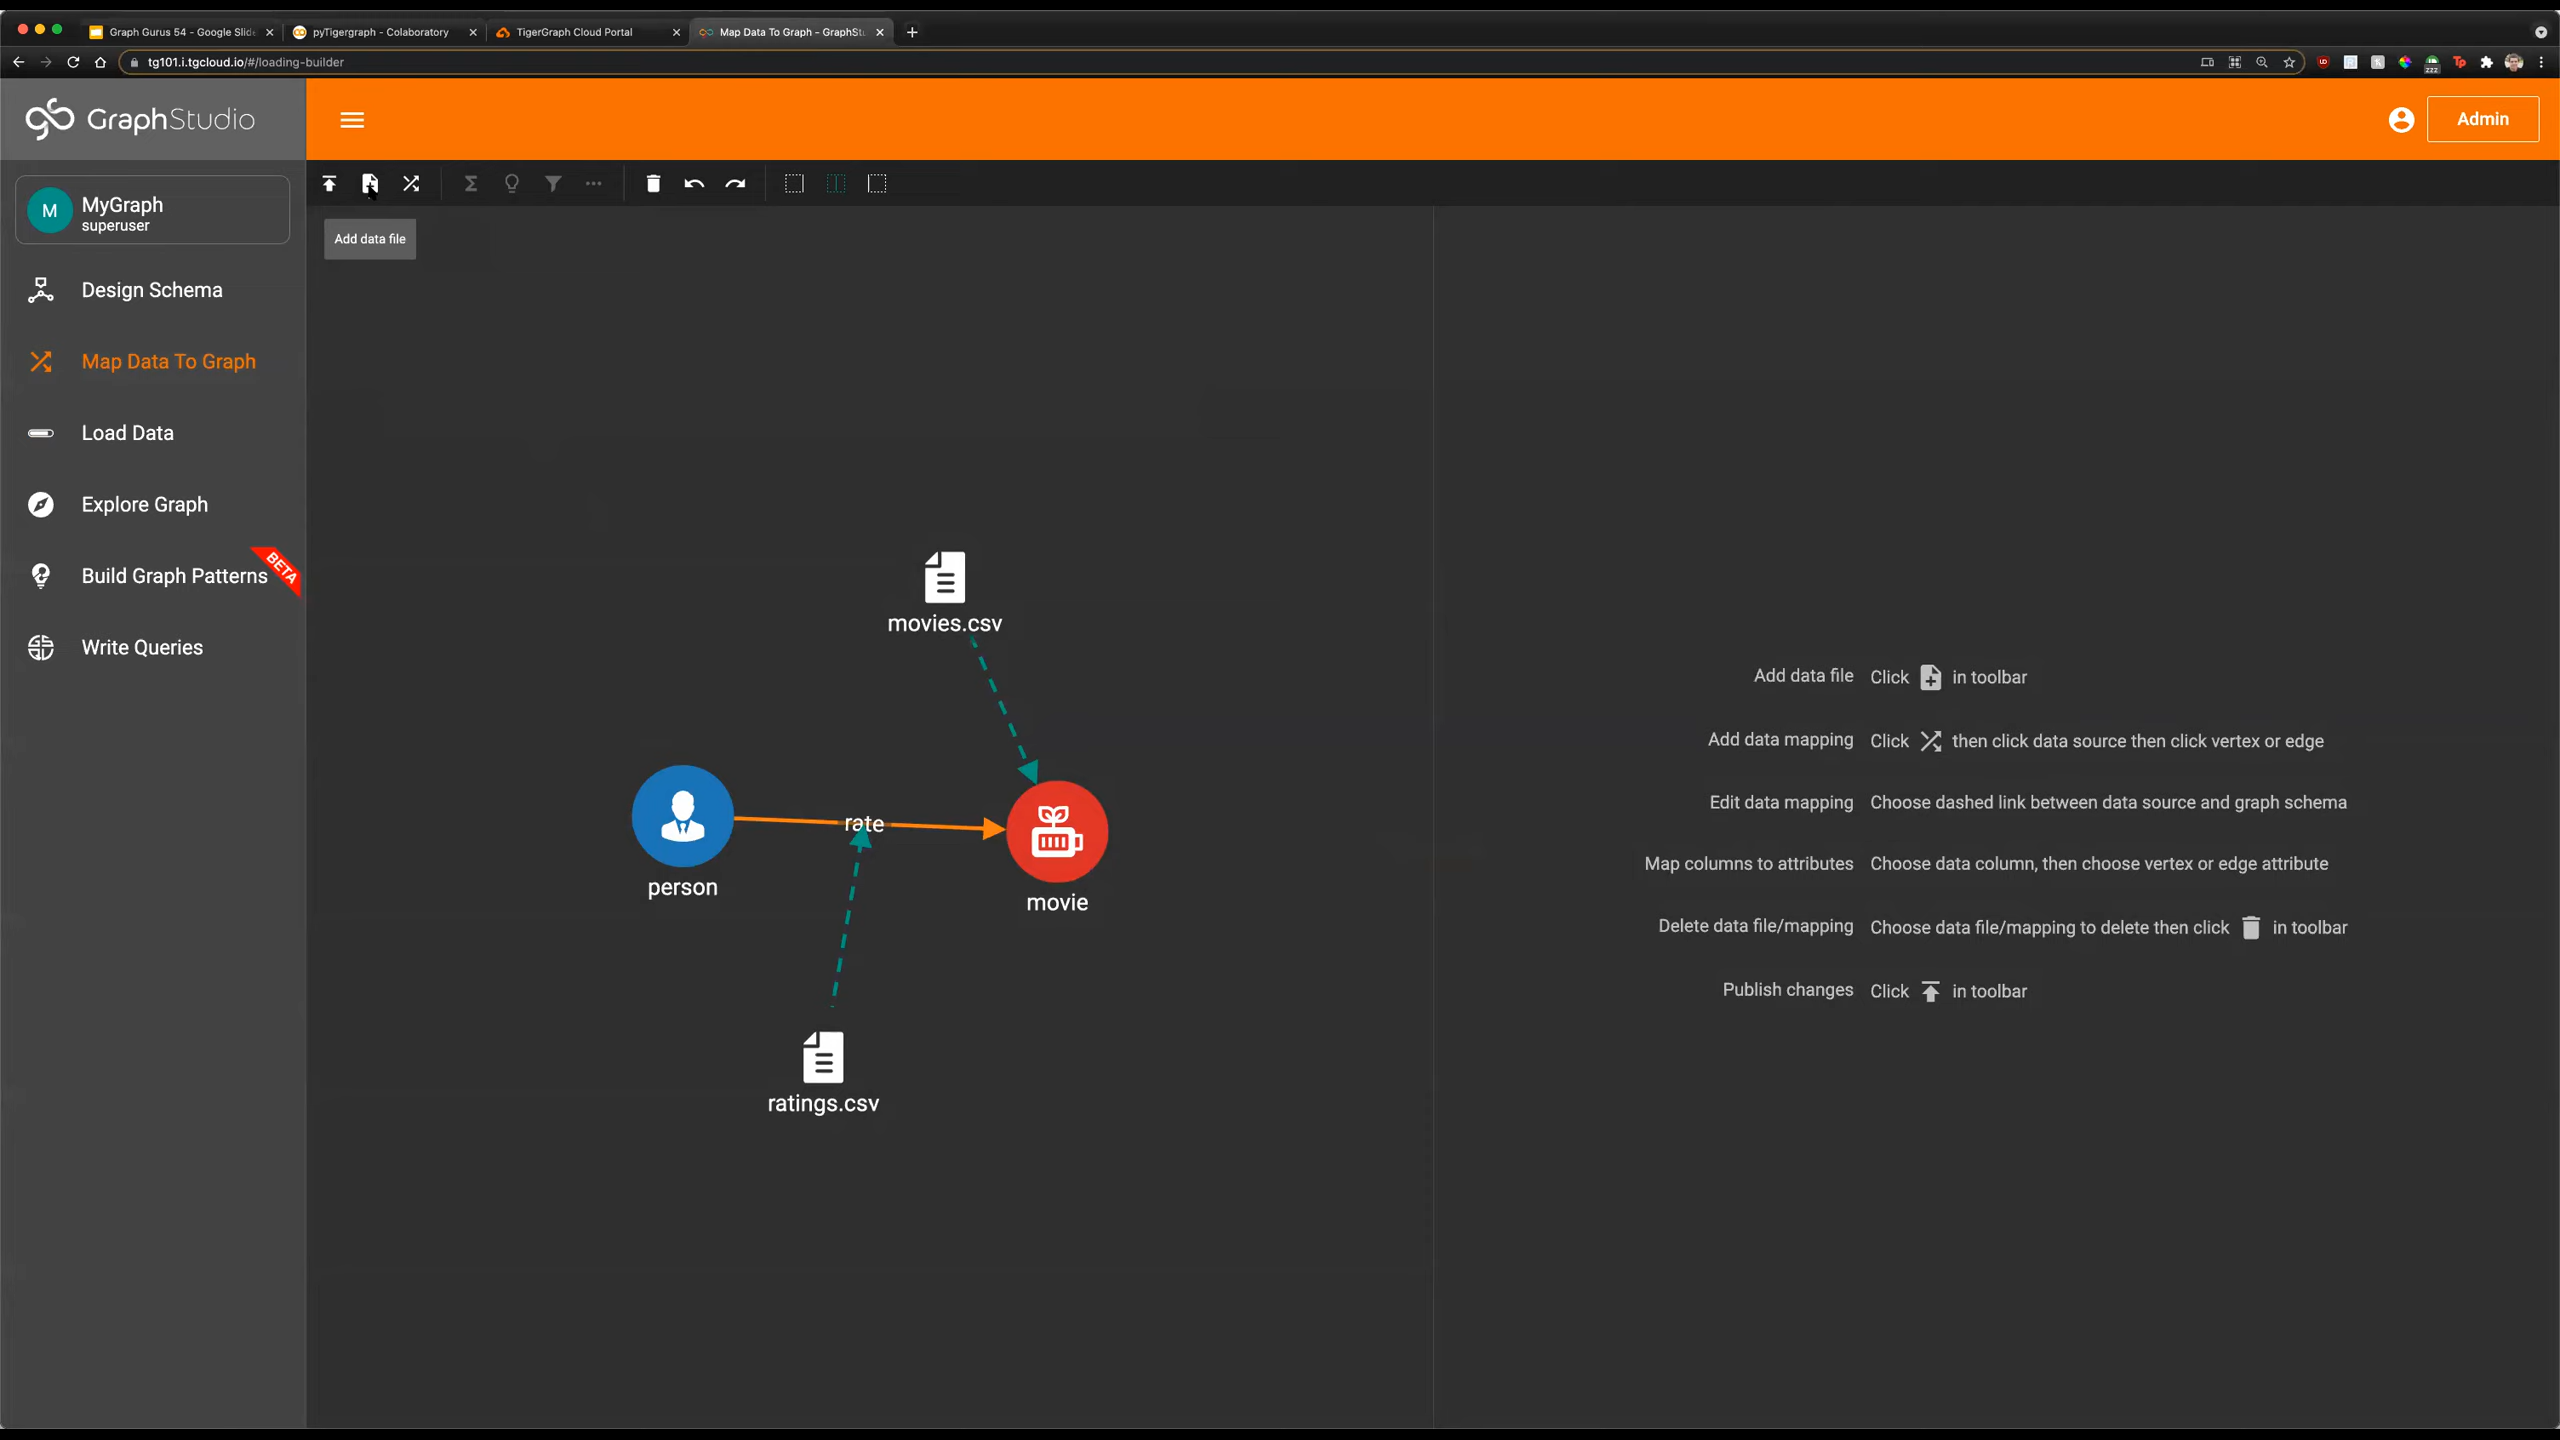 Graph Gurus 54 - Google Slide
pyTigergraph - Colaboratory
TigerGraph Cloud Portal
Map Data To Graph - GraphStu
tg101.i.tgcloud.io/#/loading-builder
GraphStudio
Admin
M
MyGraph
superuser
Add data file
Design Schema
Map Data To Graph
Load Data
Explore Graph
Build Graph Patterns
BETA
Write Queries
movies.csv
rate
person
movie
ratings.csv
Add data file Click in toolbar
Add data mapping Click then click data source then click vertex or edge
Edit data mapping Choose dashed link between data source and graph schema
Map columns to attributes Choose data column, then choose vertex or edge attribute
Delete data file/mapping Choose data file/mapping to delete then click in toolbar
Publish changes Click in toolbar